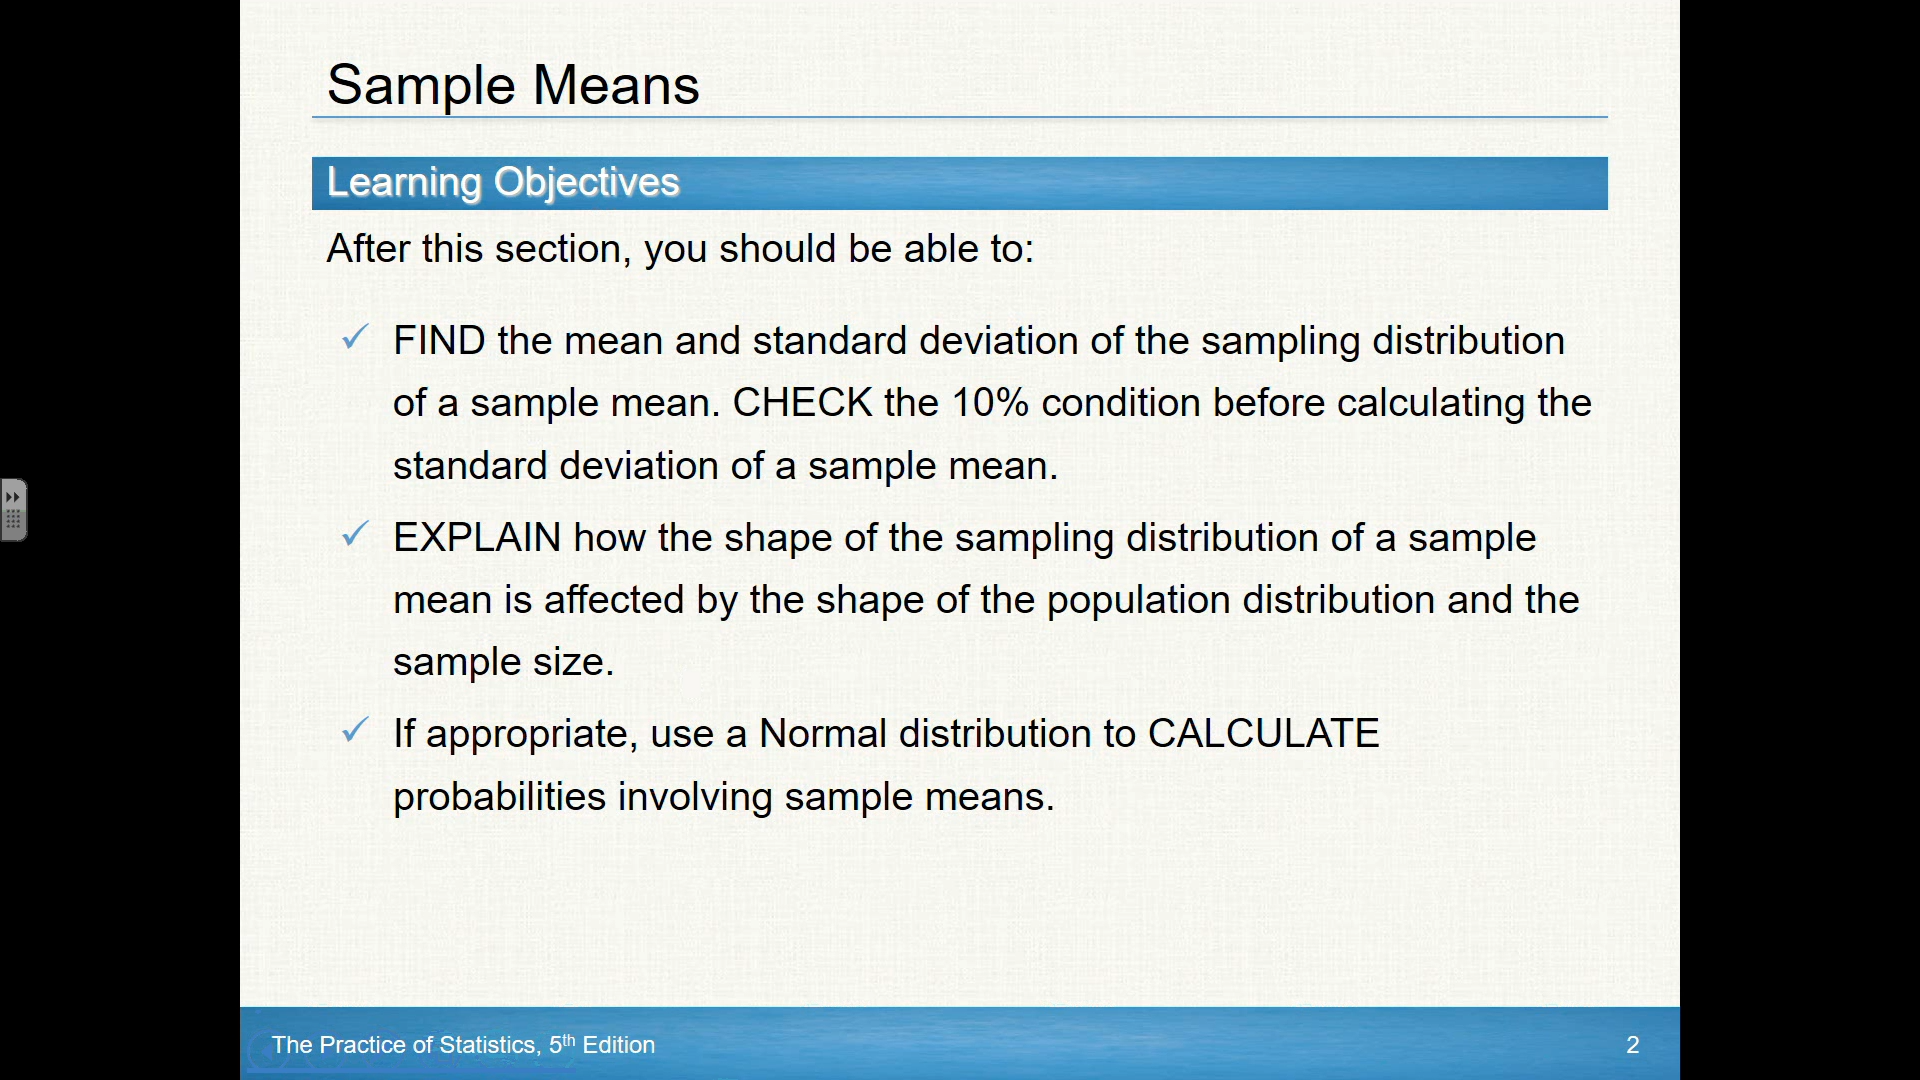 Sample Means
Learning Objectives
After this section, you should be able to:
✓ FIND the mean and standard deviation of the sampling distribution
of a sample mean. CHECK the 10% condition before calculating the
standard deviation of a sample mean.
✓ EXPLAIN how the shape of the sampling distribution of a sample
mean is affected by the shape of the population distribution and the
sample size.
✓ If appropriate, use a Normal distribution to CALCULATE
probabilities involving sample means.
The Practice of Statistics, 5th Edition
2